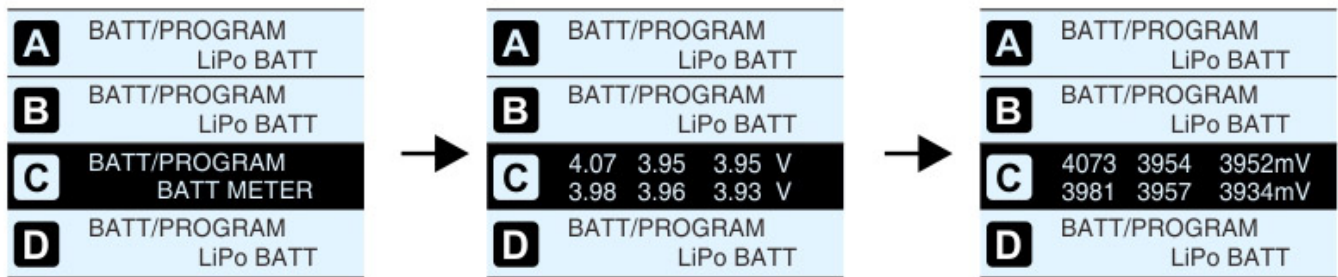 A BATT/PROGRAM
LiPo BATT
B BATT/PROGRAM
LiPo BATT
C BATT/PROGRAM
BATT METER
D BATT/PROGRAM
LiPo BATT
A BATT/PROGRAM
LiPo BATT
B BATT/PROGRAM
LiPo BATT
C 4.07 3.95 3.95 V
3.98 3.96 3.93 V
D BATT/PROGRAM
LiPo BATT
A BATT/PROGRAM
LiPo BATT
B BATT/PROGRAM
LiPo BATT
C 4073 3954 3952mV
3981 3957 3934mV
D BATT/PROGRAM
LiPo BATT